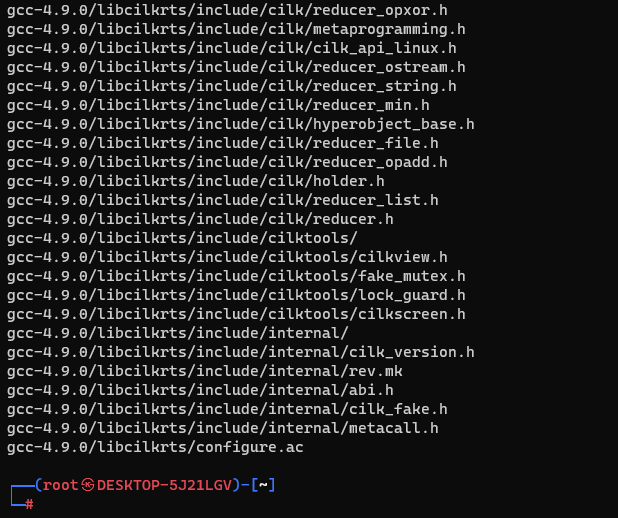 gcc-4.9.0/libcilkrts/include/cilk/reducer_opxor.h
gcc-4.9.0/libcilkrts/include/cilk/metaprogramming.h
gcc-4.9.0/libcilkrts/include/cilk/cilk_api_linux.h
gcc-4.9.0/libcilkrts/include/cilk/reducer_ostream.h
gcc-4.9.0/libcilkrts/include/cilk/reducer_string.h
gcc-4.9.0/libcilkrts/include/cilk/reducer_min.h
gcc-4.9.0/libcilkrts/include/cilk/hyperobject_base.h
gcc-4.9.0/libcilkrts/include/cilk/reducer_file.h
gcc-4.9.0/libcilkrts/include/cilk/reducer_opadd.h
gcc-4.9.0/libcilkrts/include/cilk/holder.h
gcc-4.9.0/libcilkrts/include/cilk/reducer_list.h
gcc-4.9.0/libcilkrts/include/cilk/reducer.h
gcc-4.9.0/libcilkrts/include/cilktools/
gcc-4.9.0/libcilkrts/include/cilktools/cilkview.h
gcc-4.9.0/libcilkrts/include/cilktools/fake_mutex.h
gcc-4.9.0/libcilkrts/include/cilktools/lock_guard.h
gcc-4.9.0/libcilkrts/include/cilktools/cilkscreen.h
gcc-4.9.0/libcilkrts/include/internal/
gcc-4.9.0/libcilkrts/include/internal/cilk_version.h
gcc-4.9.0/libcilkrts/include/internal/rev.mk
gcc-4.9.0/libcilkrts/include/internal/abi.h
gcc-4.9.0/libcilkrts/include/internal/cilk_fake.h
gcc-4.9.0/libcilkrts/include/internal/metacall.h
gcc-4.9.0/libcilkrts/configure.ac
┌──(root㉿DESKTOP-5J21LGV)-[~]
└─#